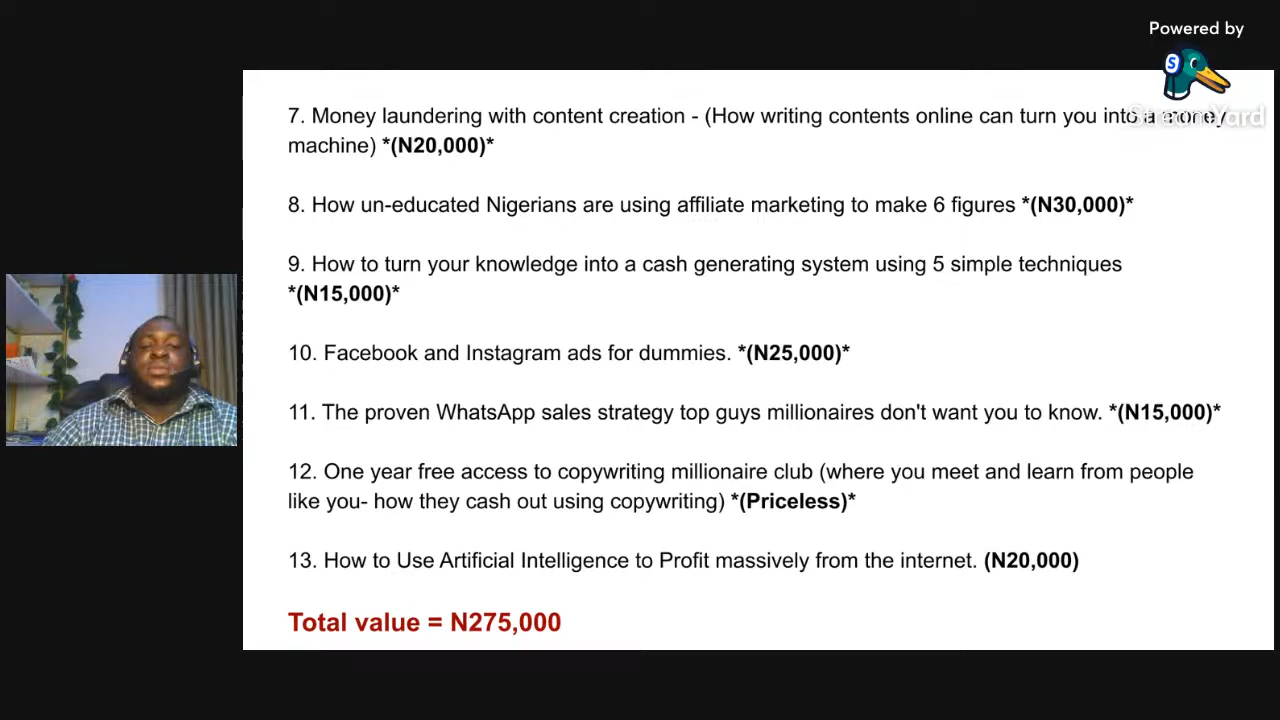 Powered by
StreamYard
7. Money laundering with content creation - (How writing contents online can turn you into a money
machine) *(N20,000)*
8. How un-educated Nigerians are using affiliate marketing to make 6 figures *(N30,000)*
9. How to turn your knowledge into a cash generating system using 5 simple techniques
*(N15,000)*
10. Facebook and Instagram ads for dummies. *(N25,000)*
11. The proven WhatsApp sales strategy top guys millionaires don't want you to know. *(N15,000)*
12. One year free access to copywriting millionaire club (where you meet and learn from people
like you- how they cash out using copywriting) *(Priceless)*
13. How to Use Artificial Intelligence to Profit massively from the internet. (N20,000)
Total value = N275,000